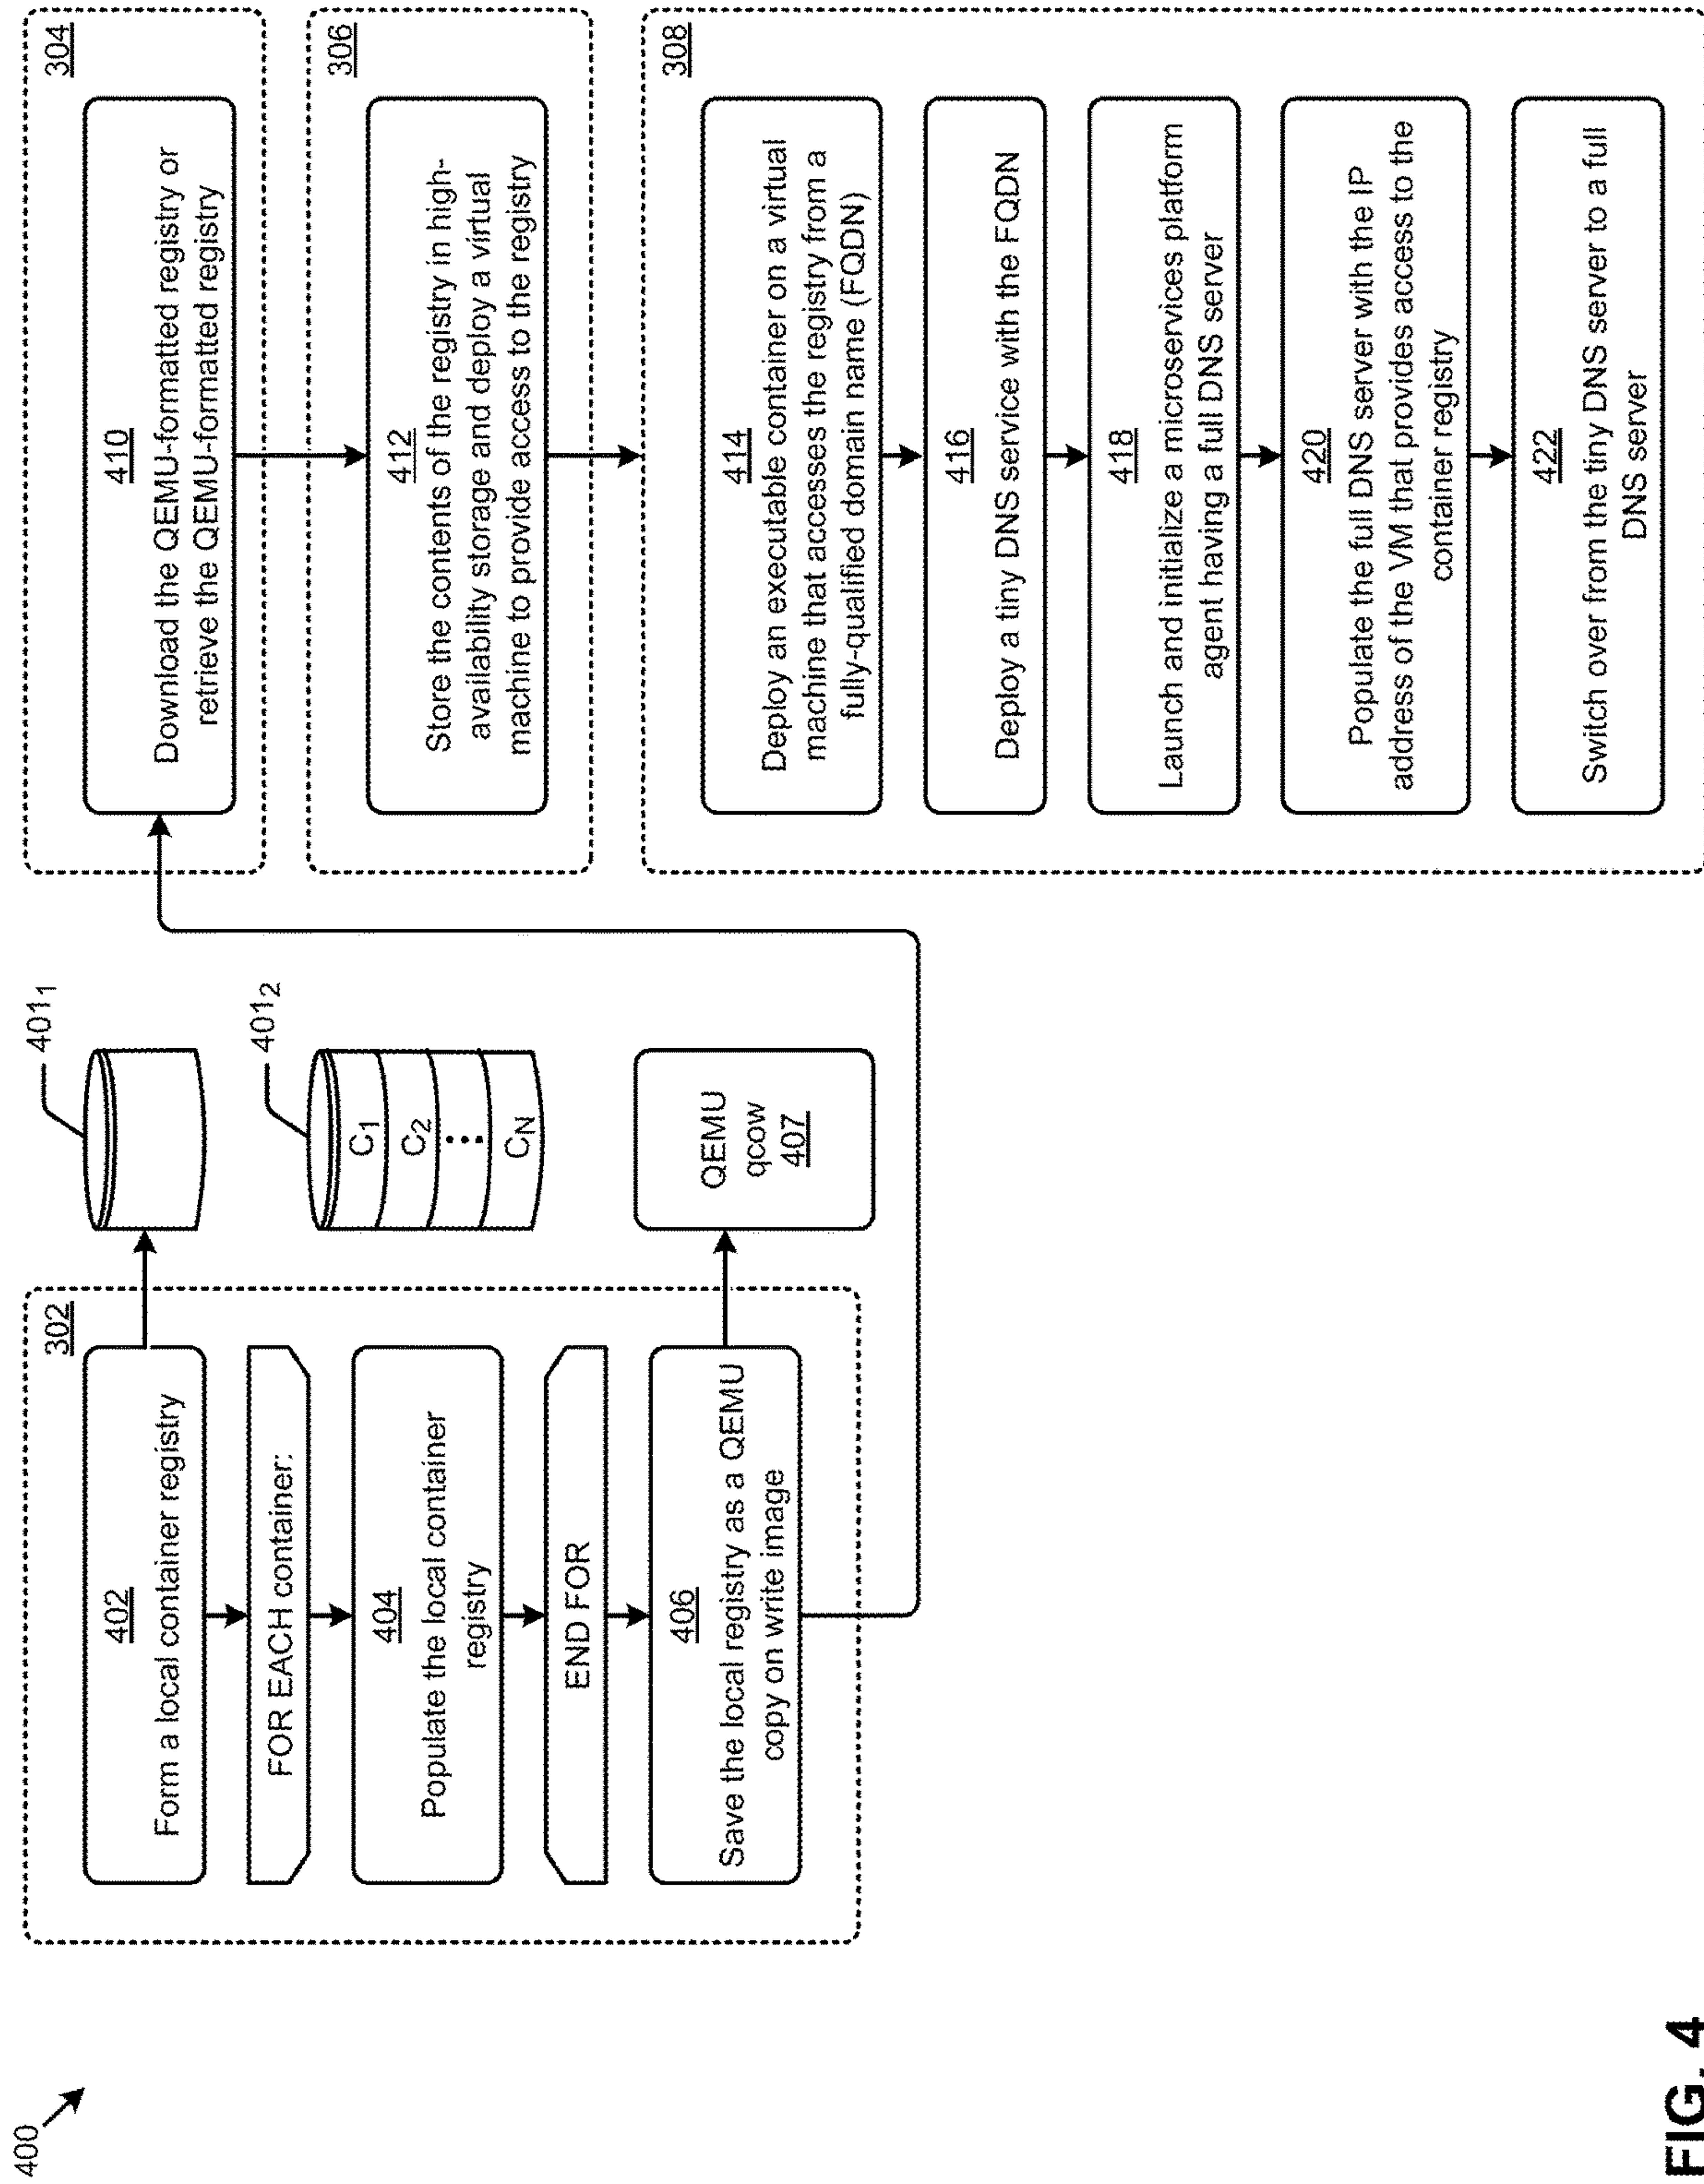 400
302
402
Form a local container registry
FOR EACH container:
404
Populate the local container
registry
END FOR
406
Save the local registry as a QEMU
copy on write image
401₁
401₂
C₁
C₂
C_N
QEMU
qcow
407
304
410
Download the QEMU-formatted registry or
retrieve the QEMU-formatted registry
306
412
Store the contents of the registry in high-
availability storage and deploy a virtual
machine to provide access to the registry
308
414
Deploy an executable container on a virtual
machine that accesses the registry from a
fully-qualified domain name (FQDN)
416
Deploy a tiny DNS service with the FQDN
418
Launch and initialize a microservices platform
agent having a full DNS server
420
Populate the full DNS server with the IP
address of the VM that provides access to the
container registry
422
Switch over from the tiny DNS server to a full
DNS server
FIG. 4